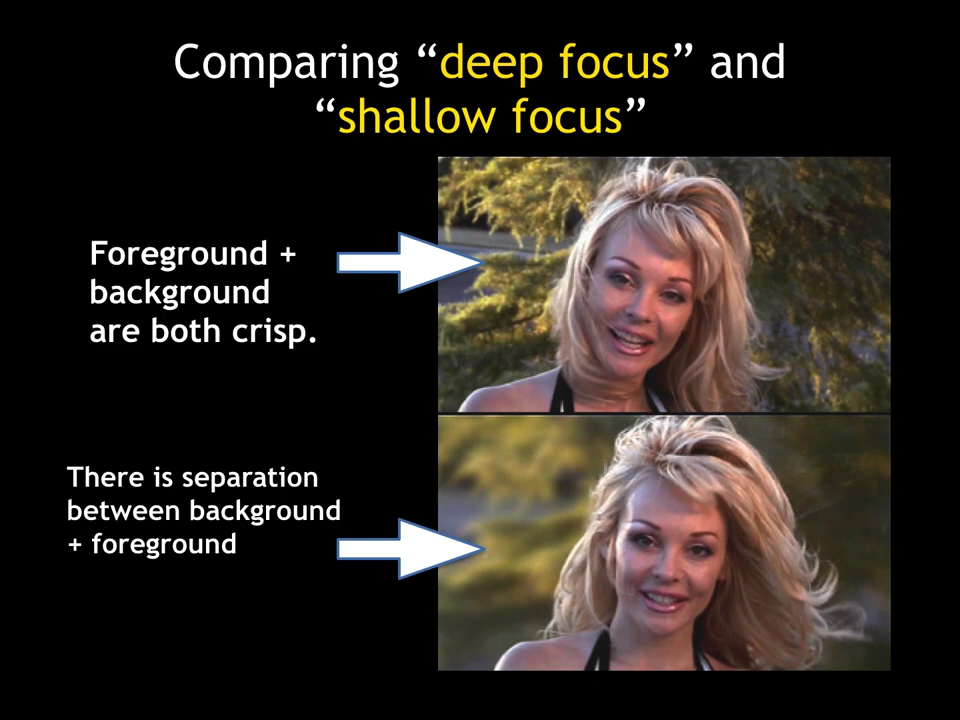 Comparing “deep focus” and
“shallow focus”
Foreground +
background
are both crisp.
There is separation
between background
+ foreground